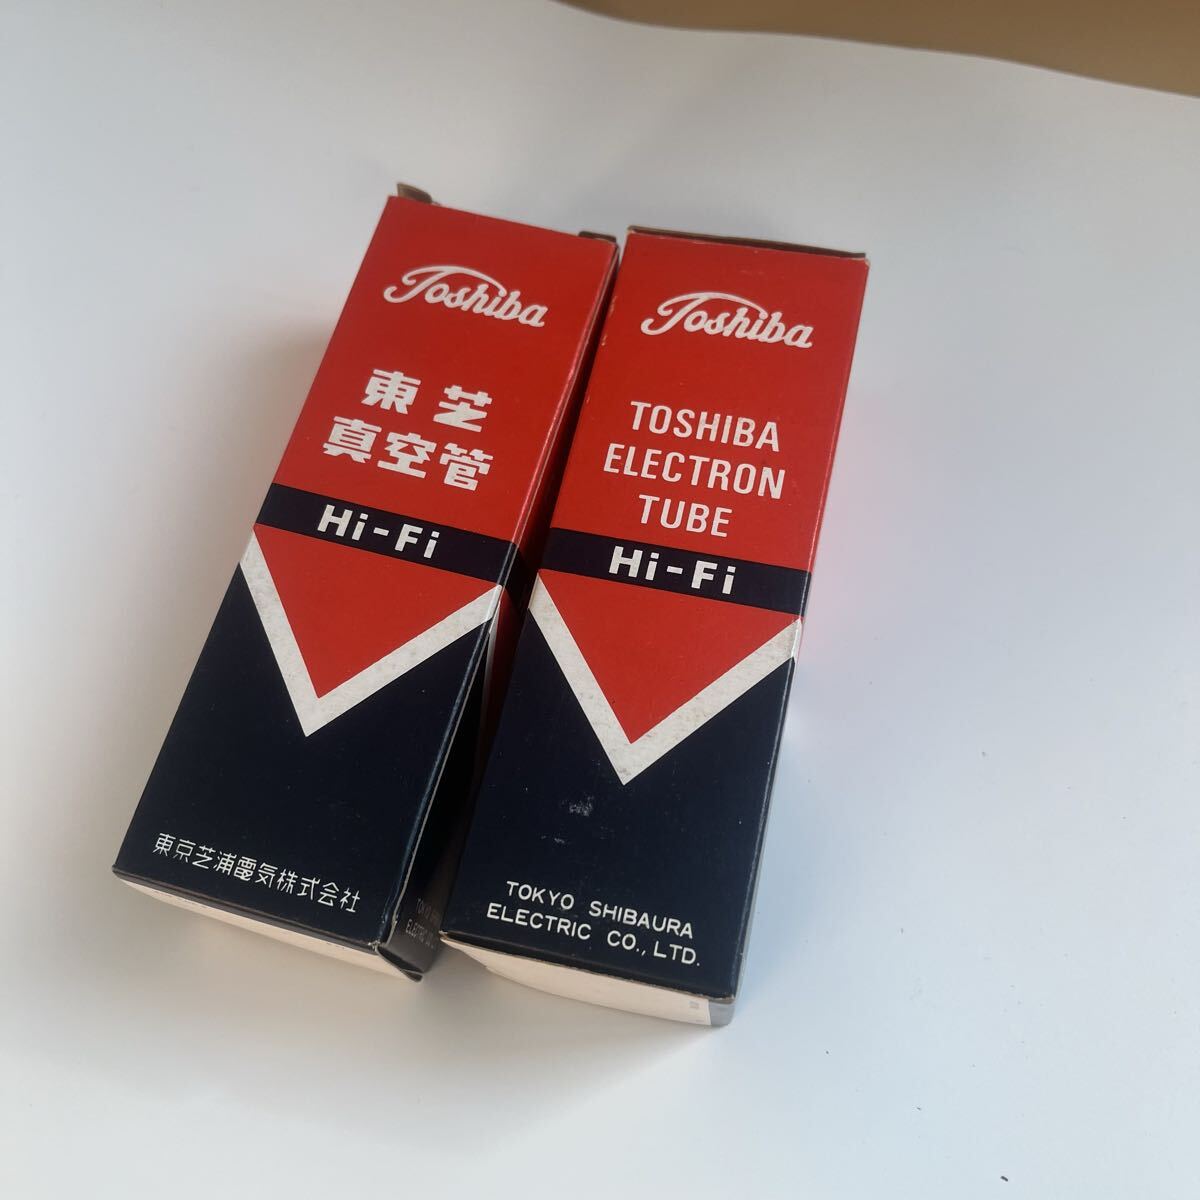 Toshiba
東芝
真空管
Hi-Fi
東京芝浦電気株式会社
Toshiba
TOSHIBA
ELECTRON
TUBE
Hi-Fi
TOKYO SHIBAURA
ELECTRIC CO., LTD.